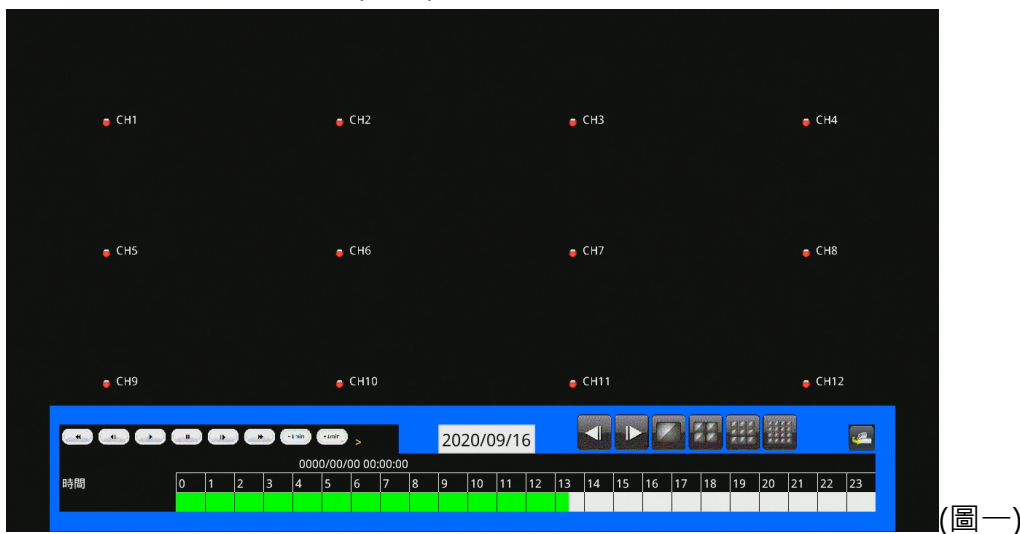 CH1 CH2 CH3 CH4
CH5 CH6 CH7 CH8
CH9 CH10 CH11 CH12
-1min +1min > 2020/09/16
0000/00/00 00:00:00
時間 0 1 2 3 4 5 6 7 8 9 10 11 12 13 14 15 16 17 18 19 20 21 22 23
(圖一)